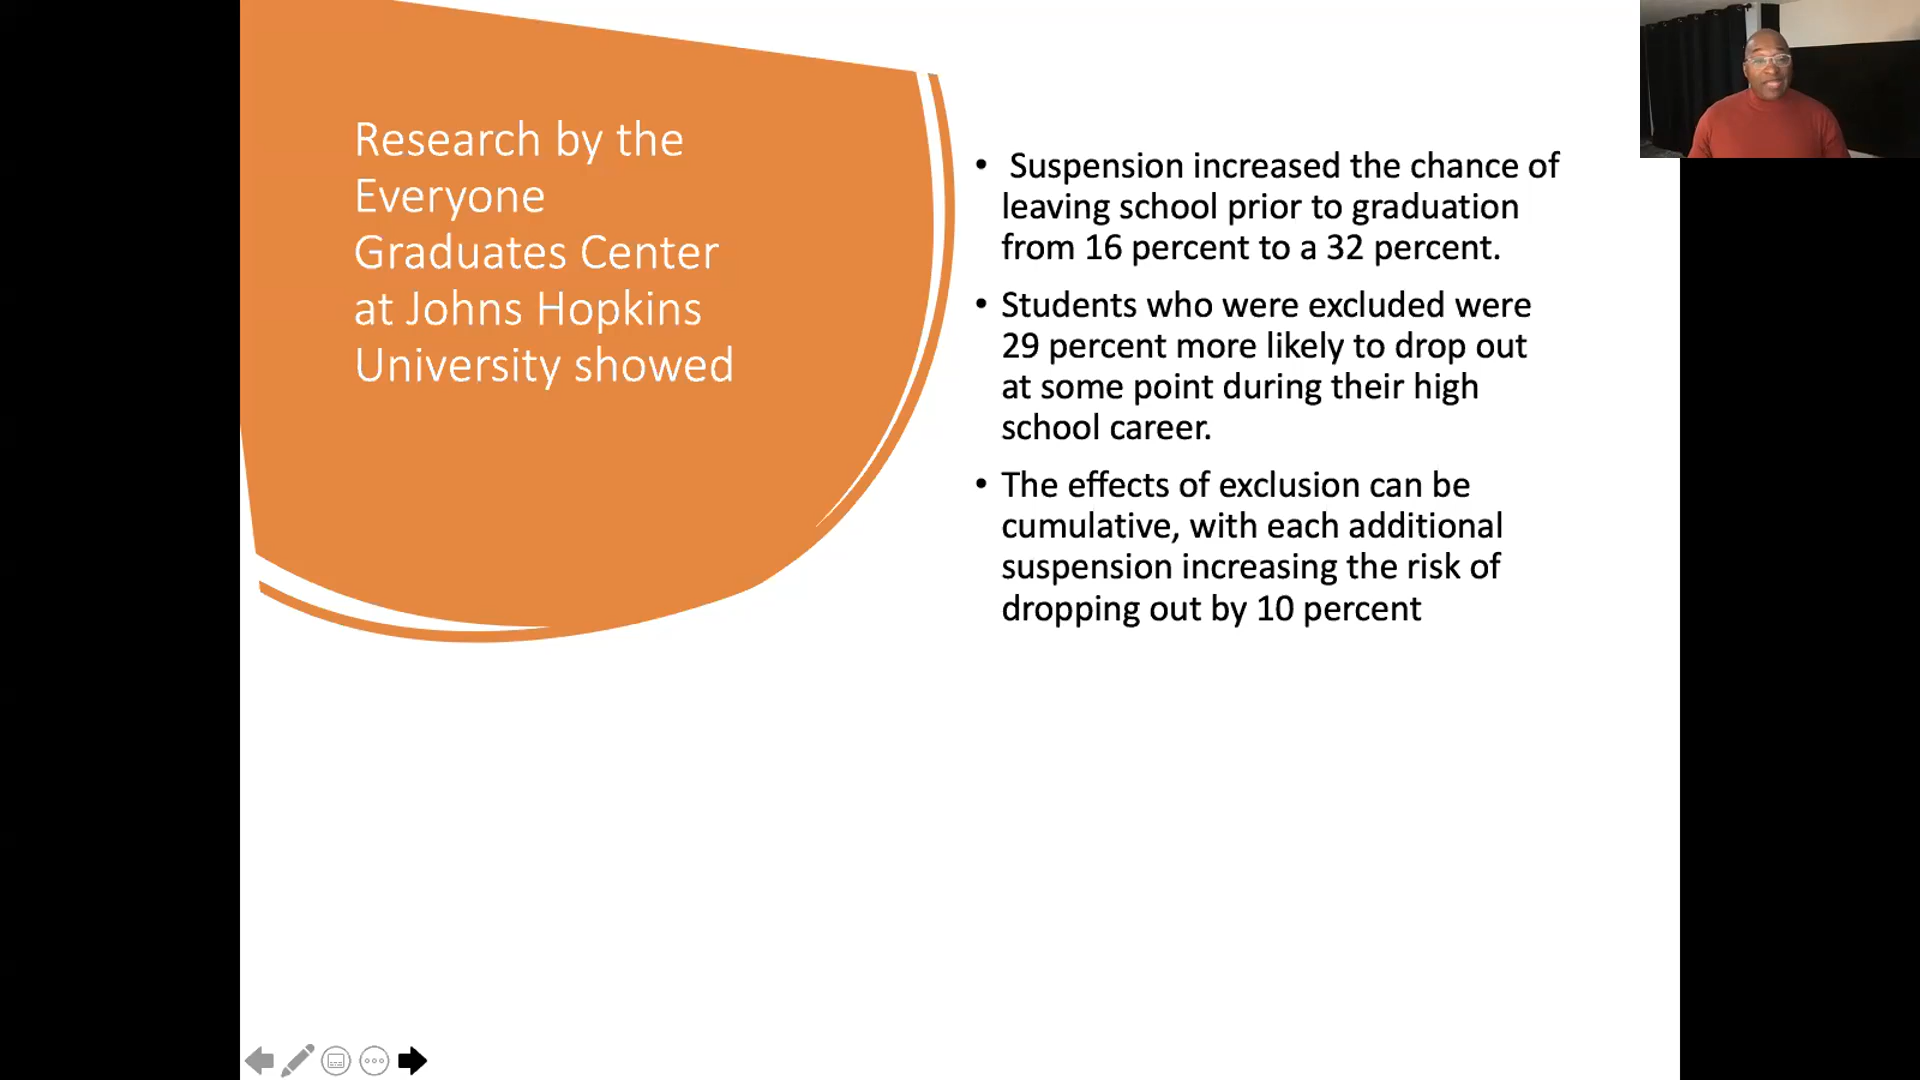 Research by the
Everyone
Graduates Center
at Johns Hopkins
University showed
• Suspension increased the chance of
leaving school prior to graduation
from 16 percent to a 32 percent.
• Students who were excluded were
29 percent more likely to drop out
at some point during their high
school career.
• The effects of exclusion can be
cumulative, with each additional
suspension increasing the risk of
dropping out by 10 percent